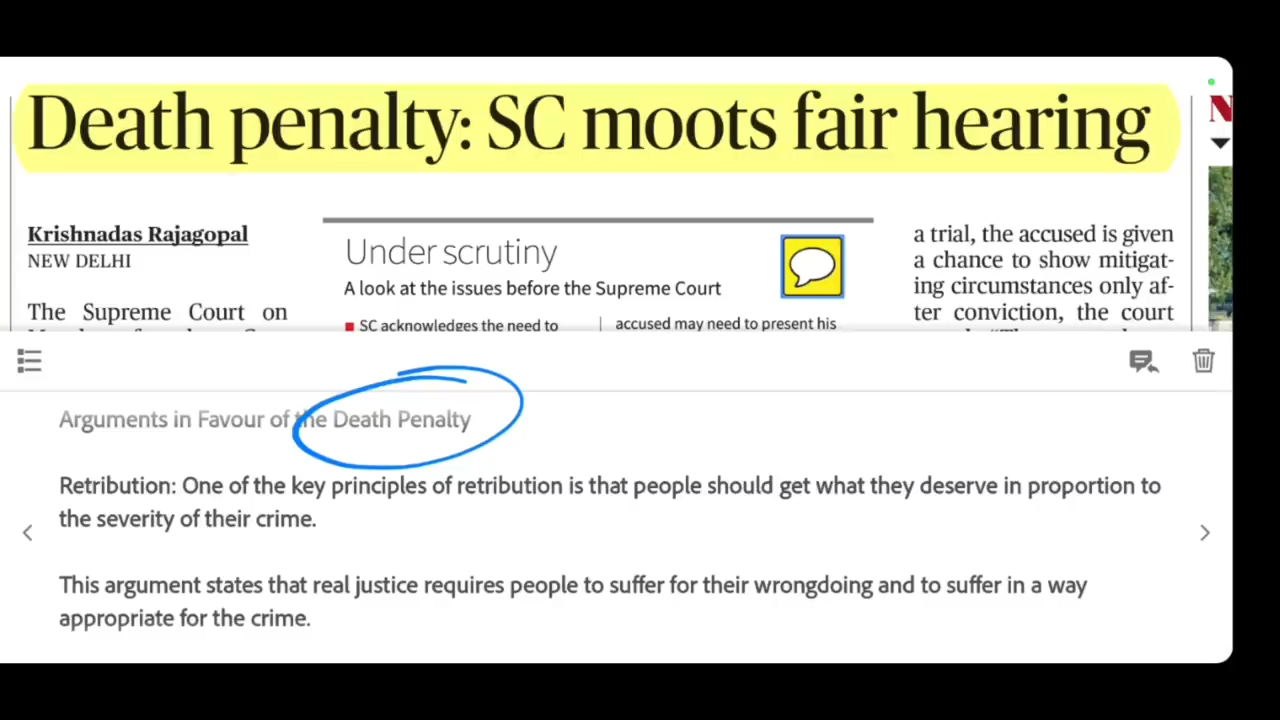 Death penalty: SC moots fair hearing
N
Krishnadas Rajagopal
NEW DELHI
The Supreme Court on
Under scrutiny
A look at the issues before the Supreme Court
SC acknowledges the need to
accused may need to present his
a trial, the accused is given
a chance to show mitigat-
ing circumstances only af-
ter conviction, the court
Arguments in Favour of the Death Penalty
Retribution: One of the key principles of retribution is that people should get what they deserve in proportion to
the severity of their crime.
This argument states that real justice requires people to suffer for their wrongdoing and to suffer in a way
appropriate for the crime.